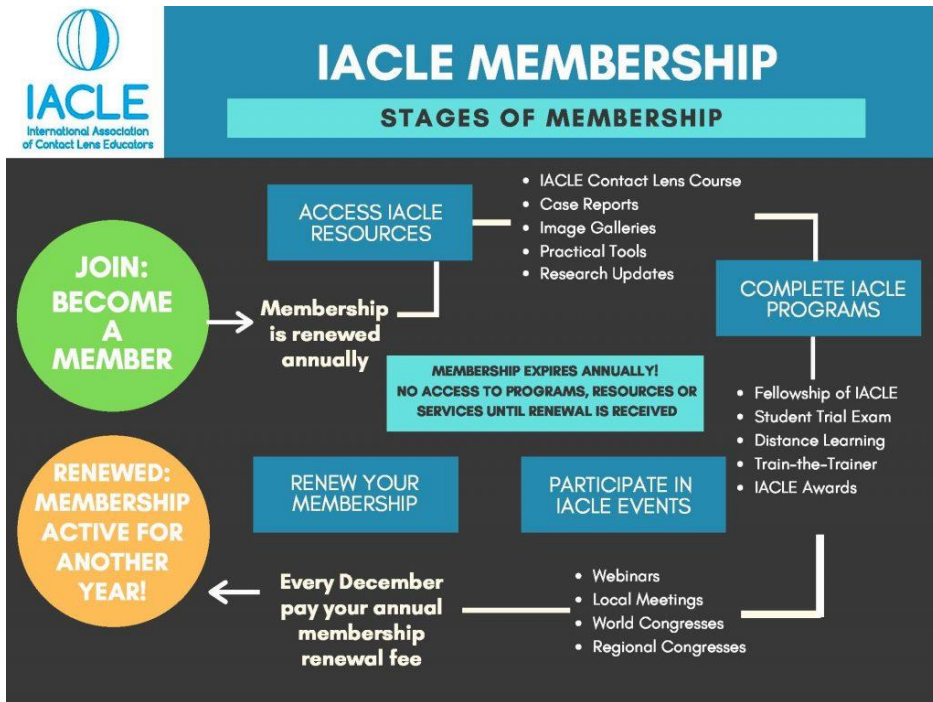 IACLE
International Association
of Contact Lens Educators
IACLE MEMBERSHIP
STAGES OF MEMBERSHIP
JOIN:
BECOME
A
MEMBER
Membership
is renewed
annually
ACCESS IACLE
RESOURCES
• IACLE Contact Lens Course
• Case Reports
• Image Galleries
• Practical Tools
• Research Updates
COMPLETE IACLE
PROGRAMS
• Fellowship of IACLE
• Student Trial Exam
• Distance Learning
• Train-the-Trainer
• IACLE Awards
MEMBERSHIP EXPIRES ANNUALLY!
NO ACCESS TO PROGRAMS, RESOURCES OR
SERVICES UNTIL RENEWAL IS RECEIVED
PARTICIPATE IN
IACLE EVENTS
• Webinars
• Local Meetings
• World Congresses
• Regional Congresses
RENEW YOUR
MEMBERSHIP
Every December
pay your annual
membership
renewal fee
RENEWED:
MEMBERSHIP
ACTIVE FOR
ANOTHER
YEAR!